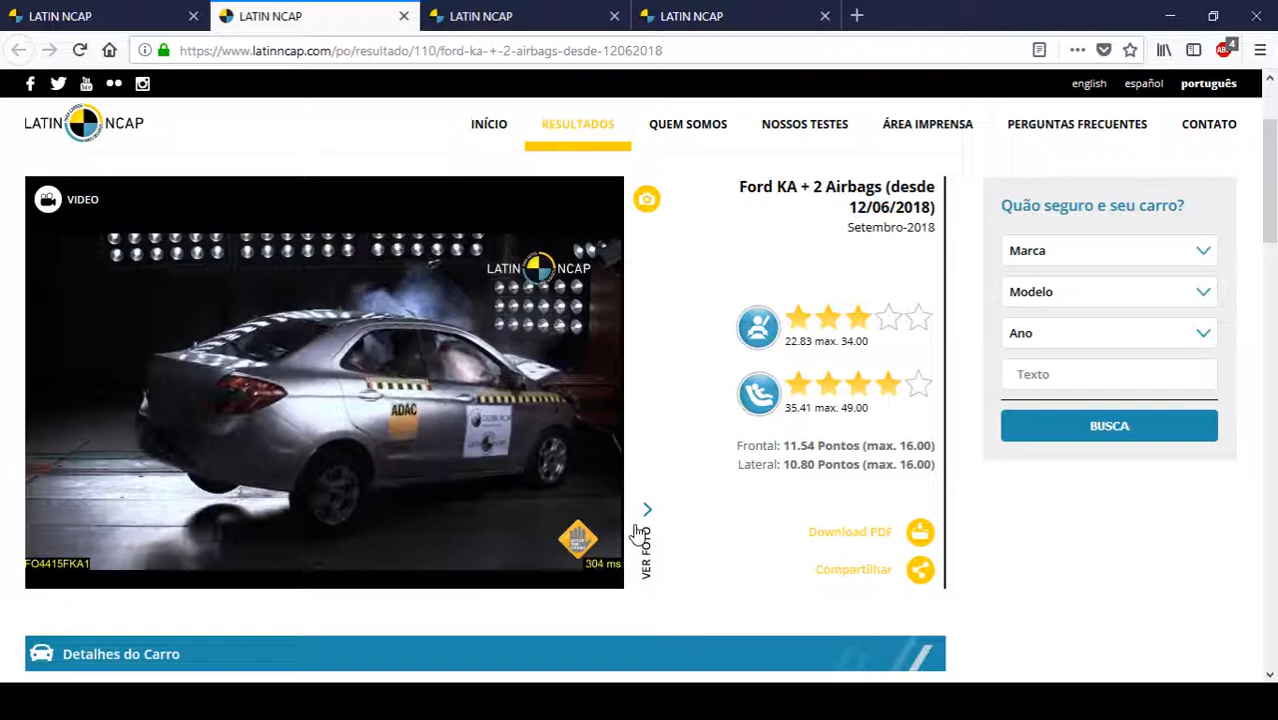 LATIN NCAP
LATIN NCAP
LATIN NCAP
LATIN NCAP
https://www.latinncap.com/po/resultado/110/ford-ka-+-2-airbags-desde-12062018
4
english
español
português
LATIN NCAP
INÍCIO
RESULTADOS
QUEM SOMOS
NOSSOS TESTES
ÁREA IMPRENSA
PERGUNTAS FRECUENTES
CONTATO
VIDEO
LATIN NCAP
ADAC
FO4415FKA1
304 ms
VER FOTO
Ford KA + 2 Airbags (desde
12/06/2018)
Setembro-2018
22.83 max. 34.00
35.41 max. 49.00
Frontal: 11.54 Pontos (max. 16.00)
Lateral: 10.80 Pontos (max. 16.00)
Download PDF
Compartilhar
Quão seguro e seu carro?
Marca
Modelo
Ano
Texto
BUSCA
Detalhes do Carro